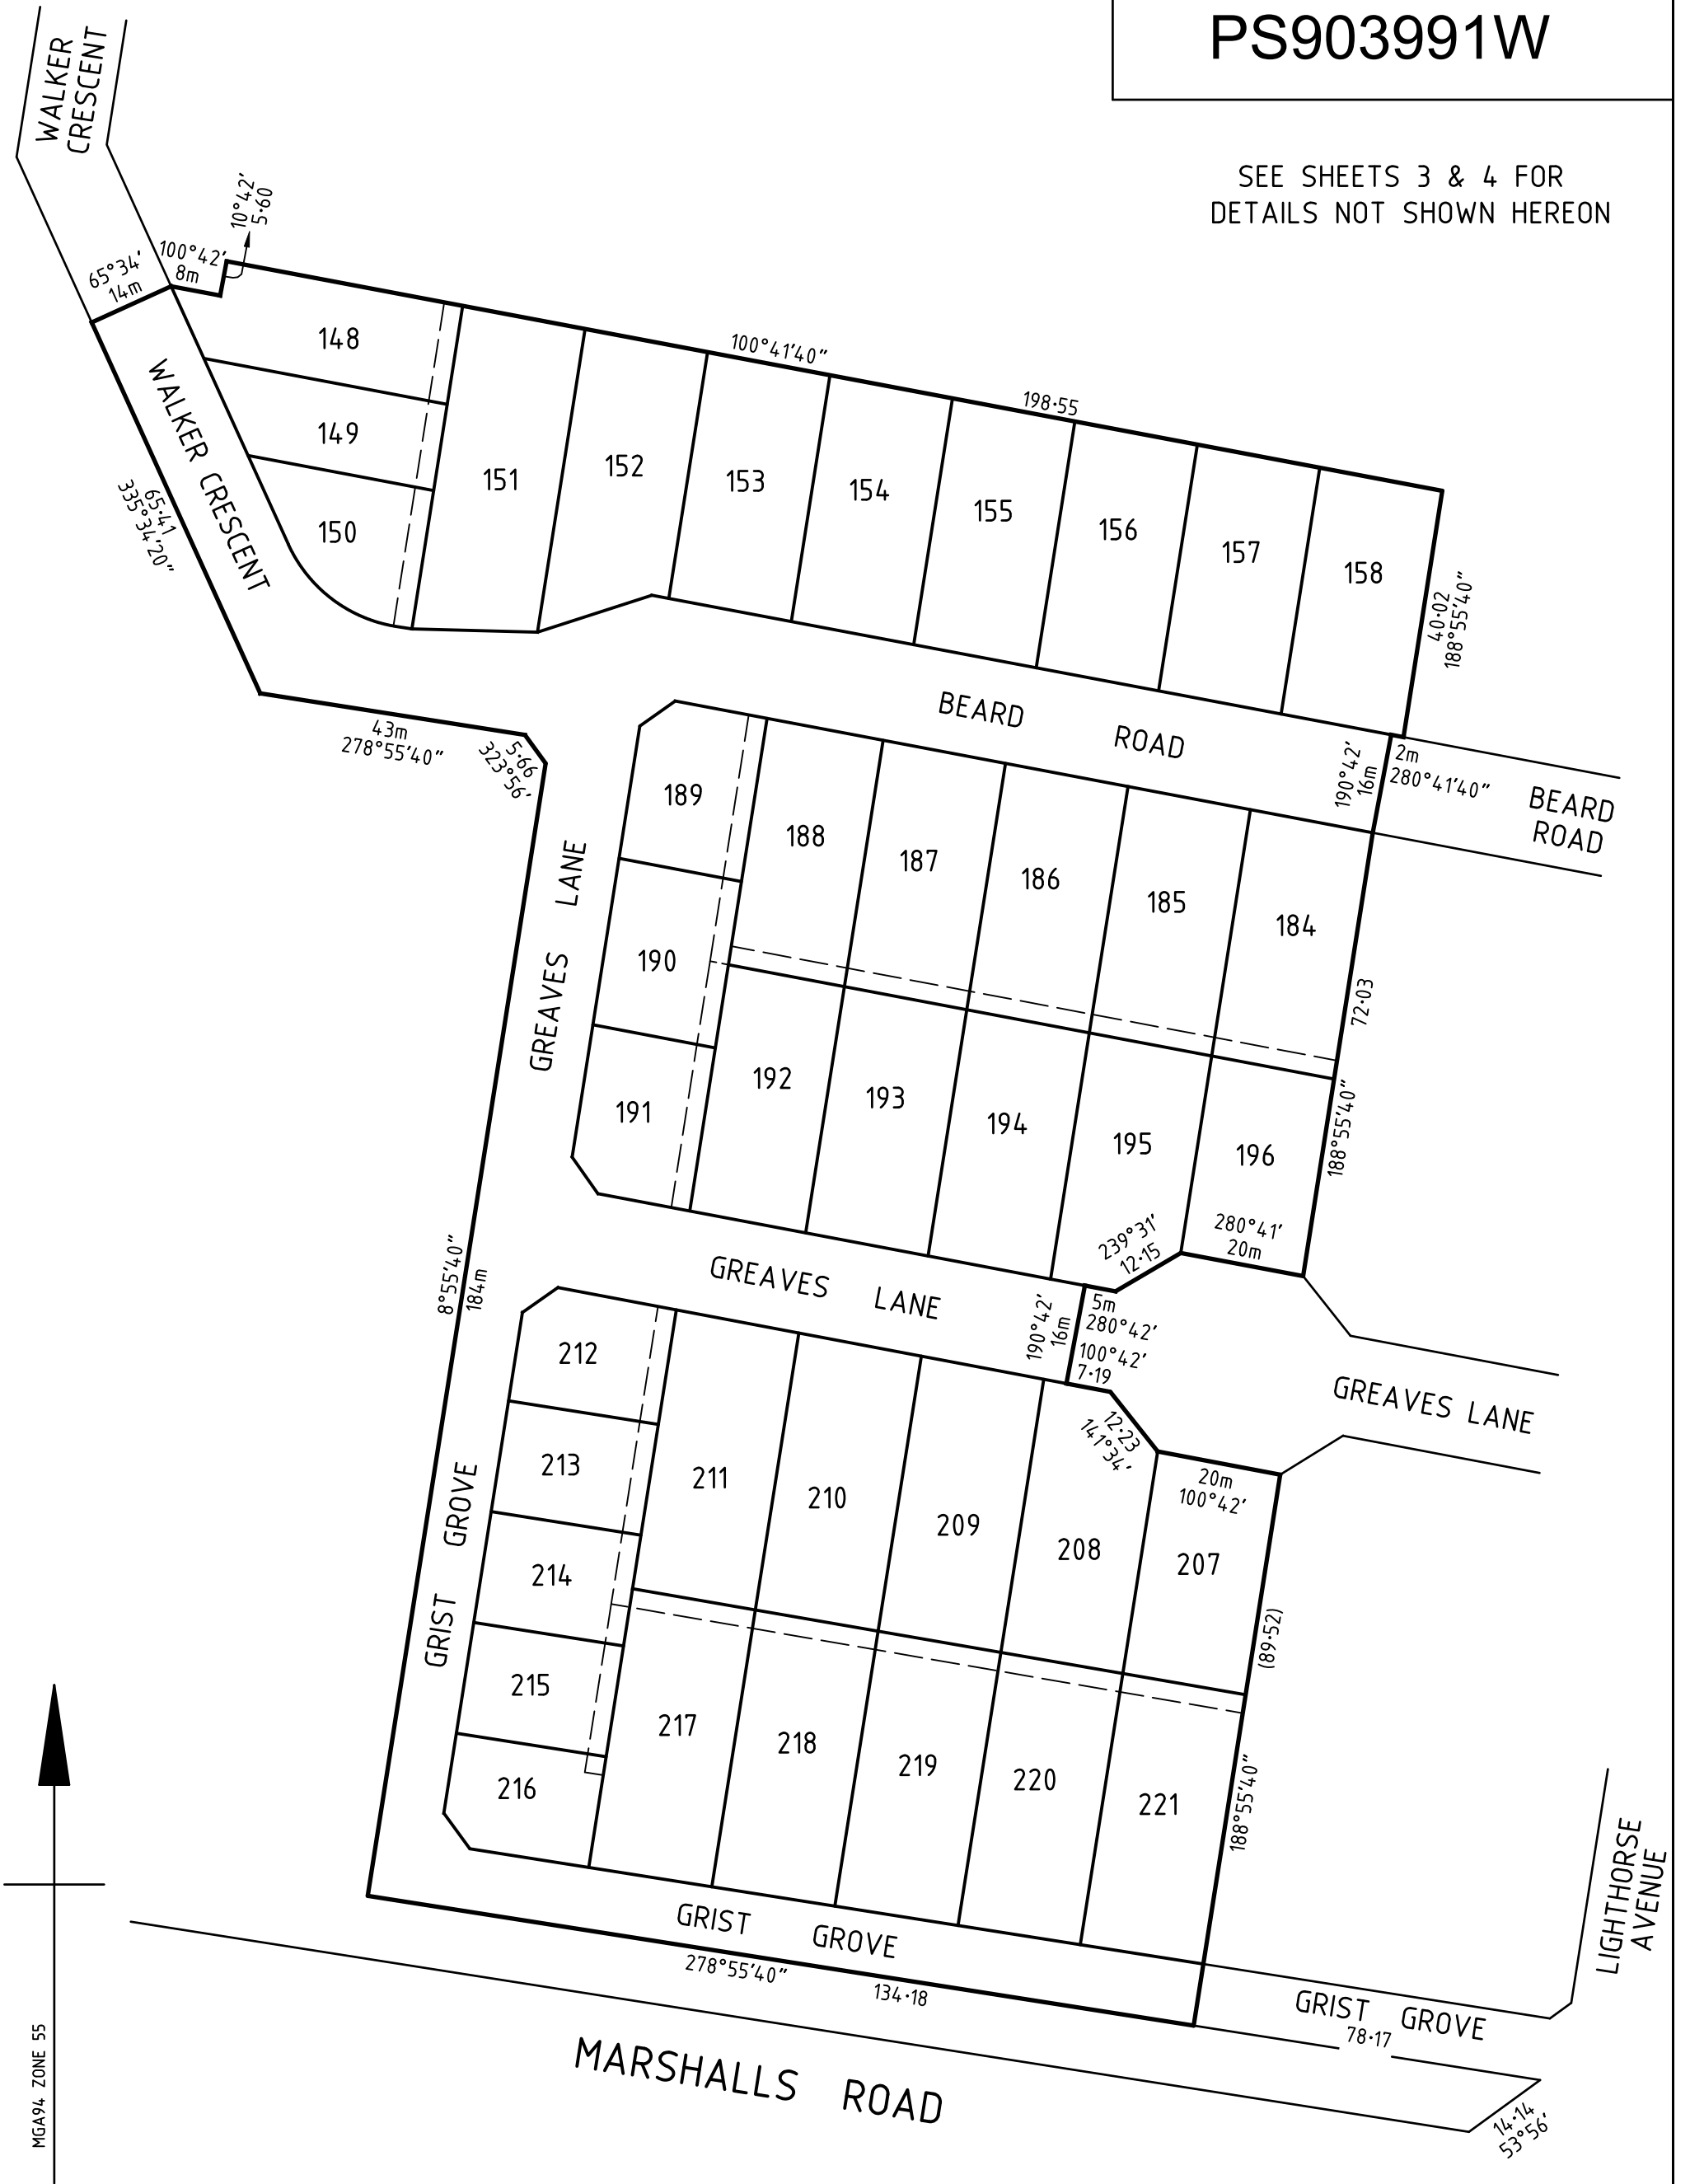 PS903991W
SEE SHEETS 3 & 4 FOR
DETAILS NOT SHOWN HEREON
WALKER
CRESCENT
10°42'
5·60
100°42'
8m
65°34'
14m
148
149
150
WALKER CRESCENT
65·41
335°34'20"
100°41'40"
198·55
151
152
153
154
155
156
157
158
40·02
188°55'40"
43m
278°55'40"
5·66
323°56'
BEARD ROAD
190°42'
16m
2m
280°41'40"
BEARD
ROAD
189
188
187
186
185
184
GREAVES LANE
190
191
192
193
194
195
196
72·03
188°55'40"
239°31'
12·15
280°41'
20m
8°55'40"
184m
GREAVES LANE
190°42'
16m
5m
280°42'
100°42'
7·19
12·23
141°34'
20m
100°42'
GREAVES LANE
212
213
214
215
216
GRIST GROVE
211
210
209
208
207
(89·52)
217
218
219
220
221
188°55'40"
GRIST GROVE
278°55'40"
134·18
LIGHTHORSE
AVENUE
GRIST GROVE
78·17
MARSHALLS ROAD
14·14
53°56'
MGA94 ZONE 55